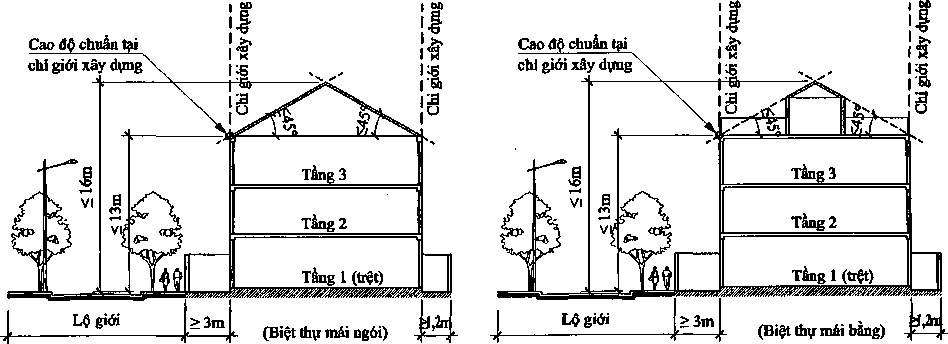 Cao độ chuẩn tại
chỉ giới xây dựng
Chỉ giới xây dựng
Chỉ giới xây dựng
≤45°
≤45°
≤ 16m
≤ 13m
Tầng 3
Tầng 2
Tầng 1 (trệt)
Lộ giới
≥ 3m
(Biệt thự mái ngói)
≥1,2m
Cao độ chuẩn tại
chỉ giới xây dựng
Chỉ giới xây dựng
Chỉ giới xây dựng
≤45°
≤45°
≤ 16m
≤ 13m
Tầng 3
Tầng 2
Tầng 1 (trệt)
Lộ giới
≥ 3m
(Biệt thự mái bằng)
≥1,2m